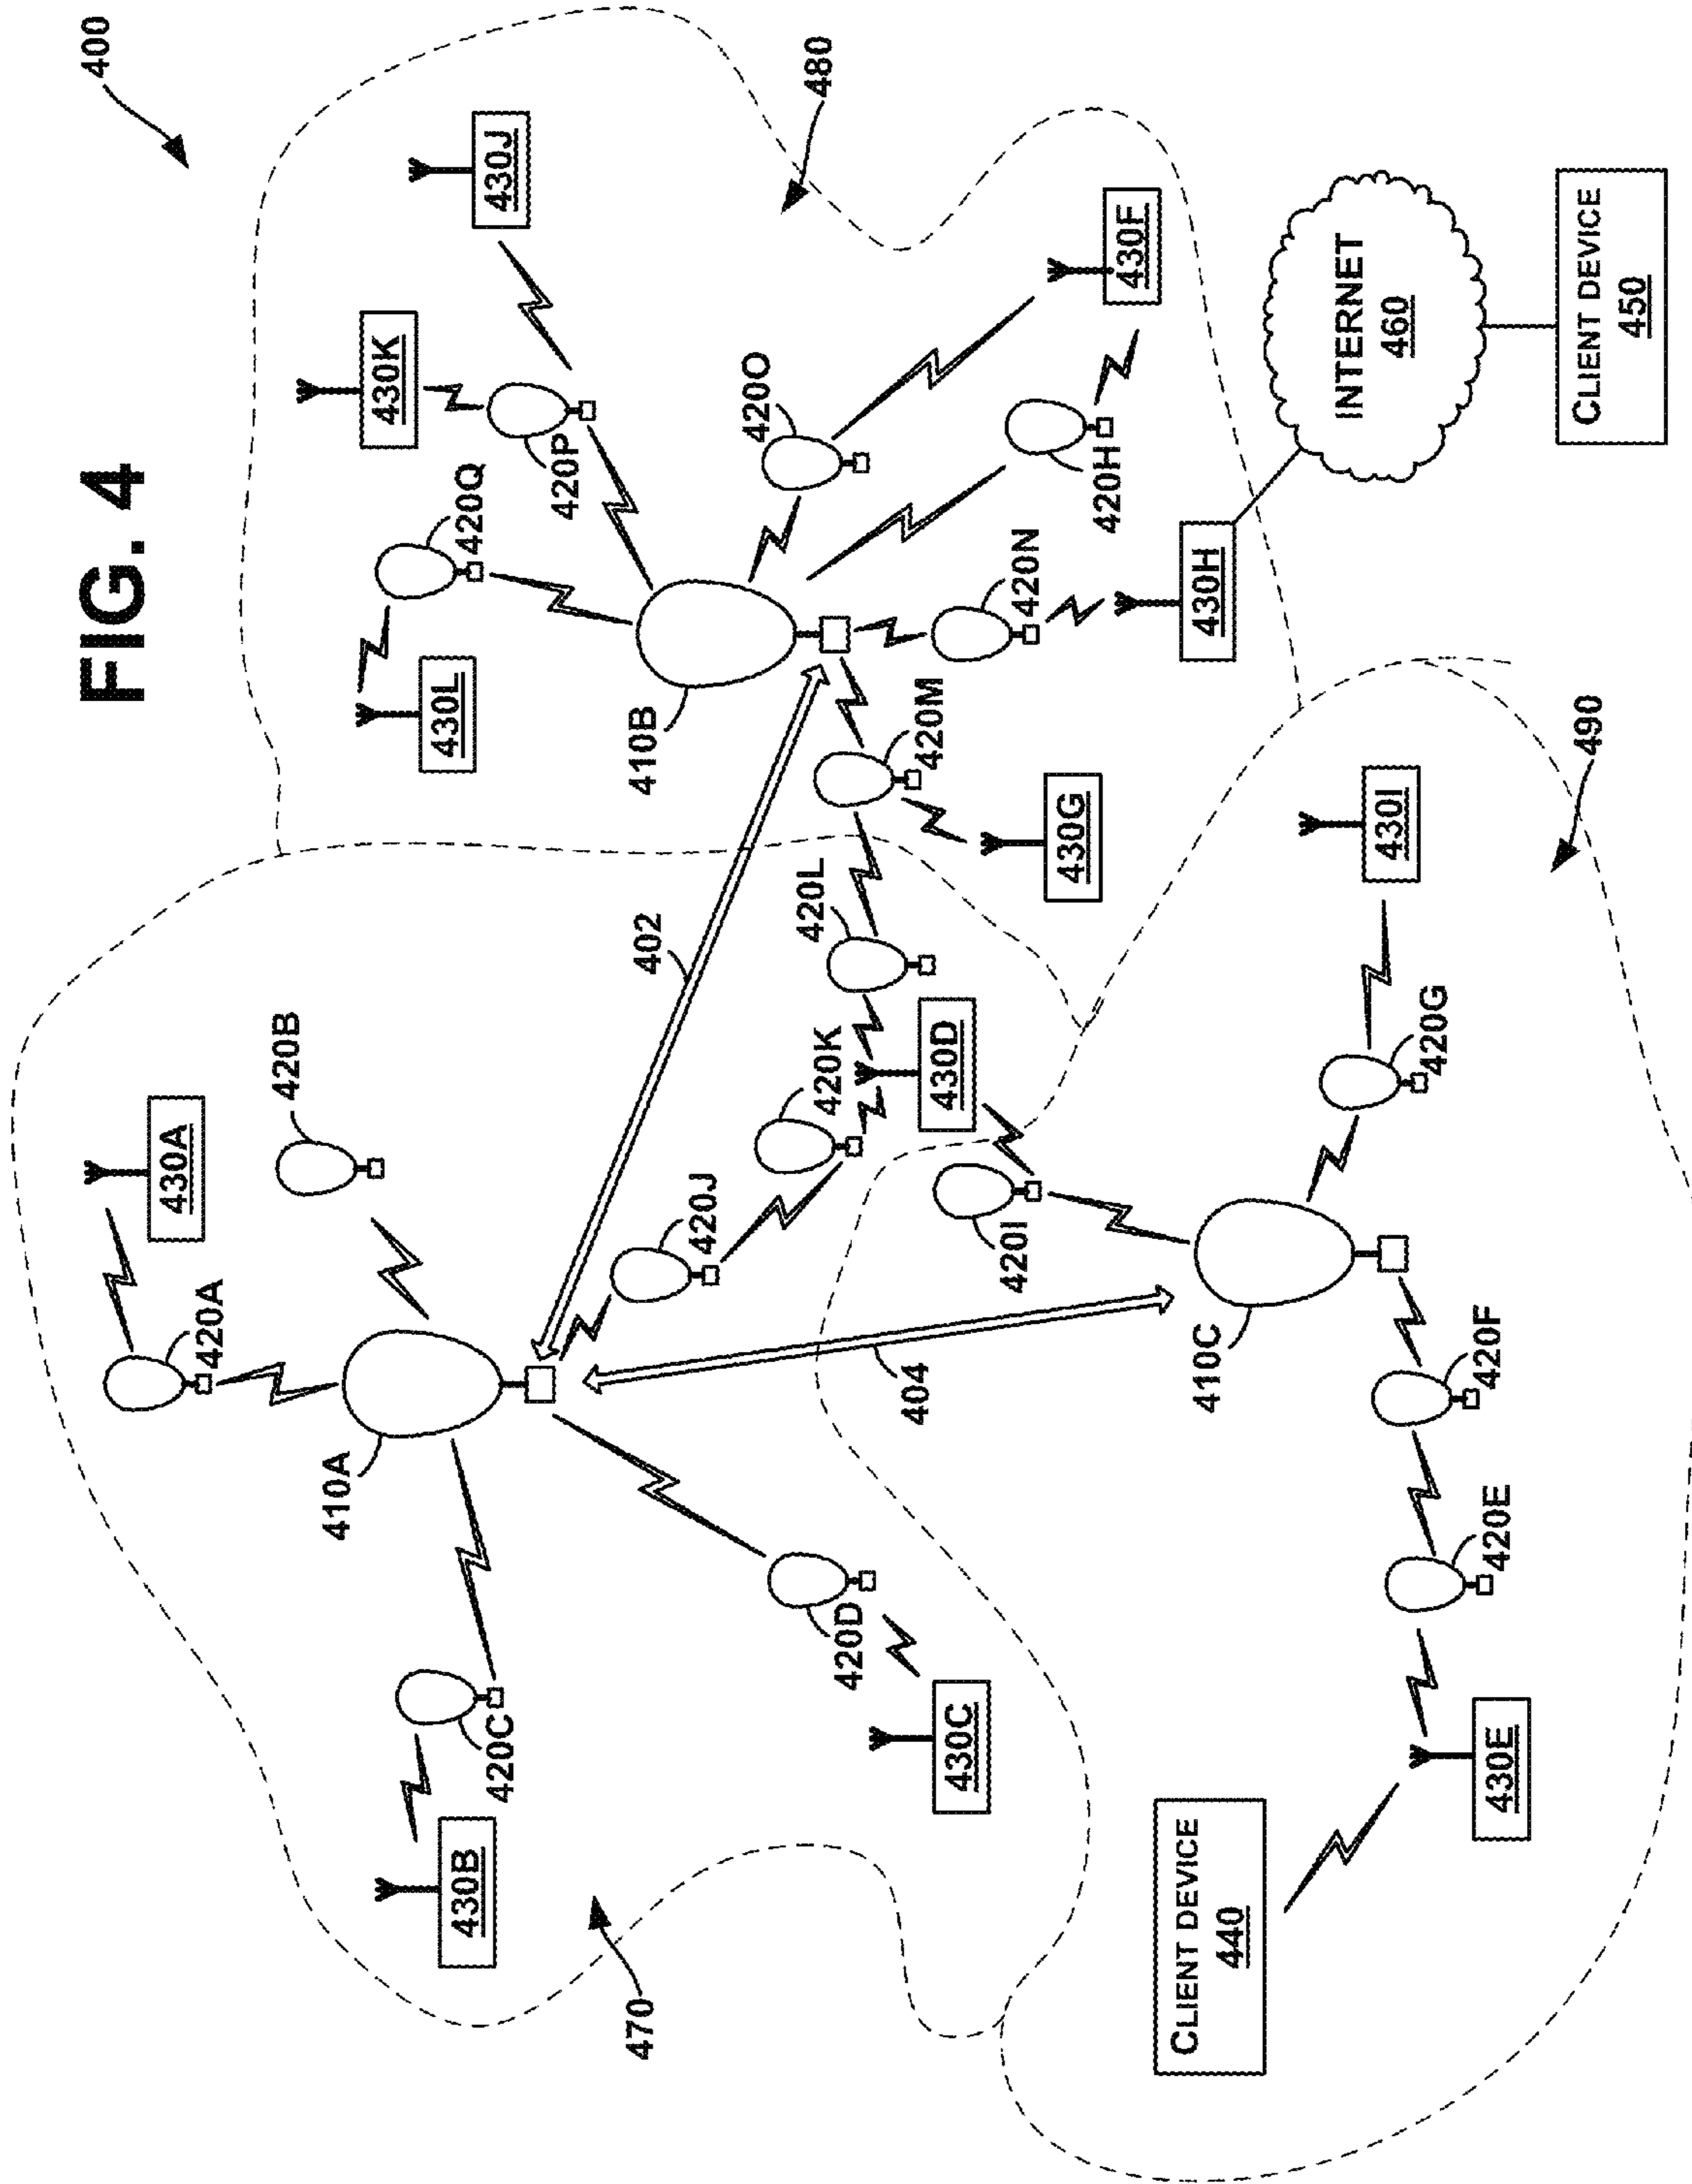 FIG. 4
400
430A
420A
420B
410A
430B
420C
470
402
404
420J
420K
420D
430C
430D
420L
430L
420Q
430K
430J
420P
410B
480
420O
430F
420H
420M
420N
430G
430H
INTERNET
460
CLIENT DEVICE
450
420I
410C
420G
430I
490
420F
420E
430E
CLIENT DEVICE
440